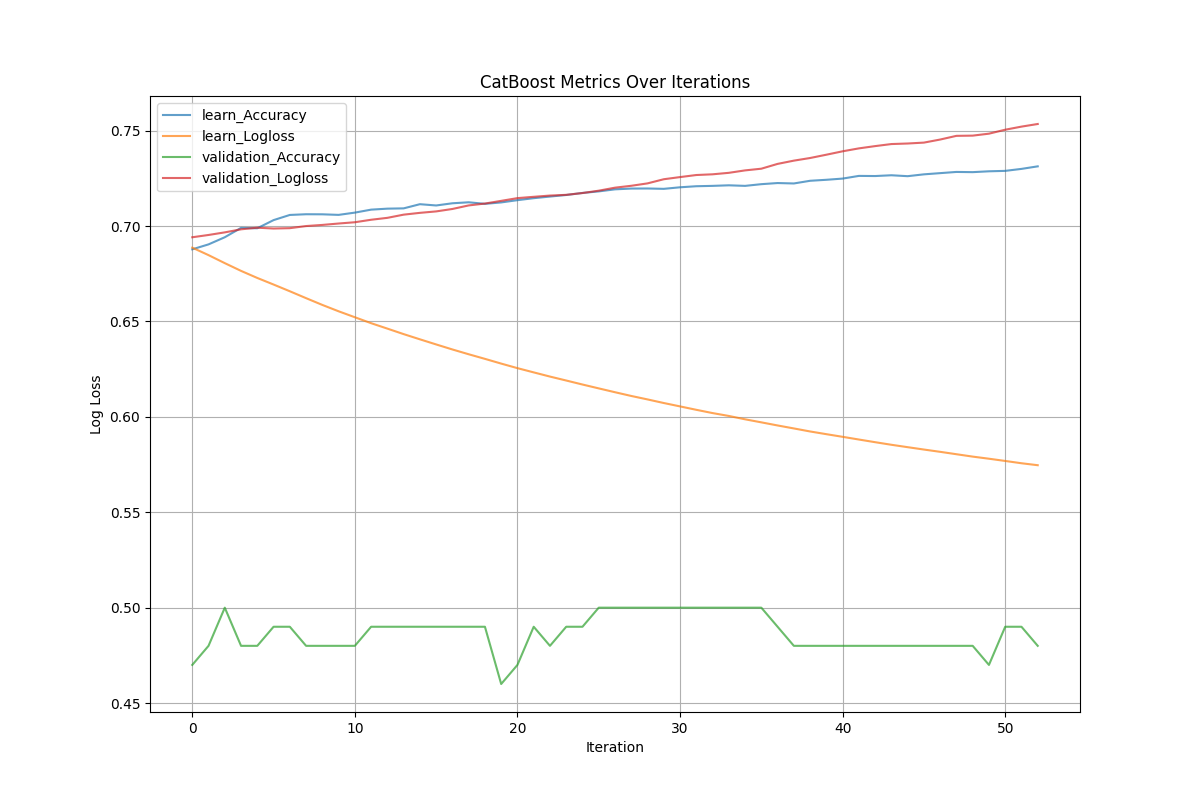 CatBoost Metrics Over Iterations
learn_Accuracy
learn_Logloss
validation_Accuracy
validation_Logloss
0.75
0.70
0.65
0.60
0.55
0.50
0.45
Log Loss
0 10 20 30 40 50
Iteration